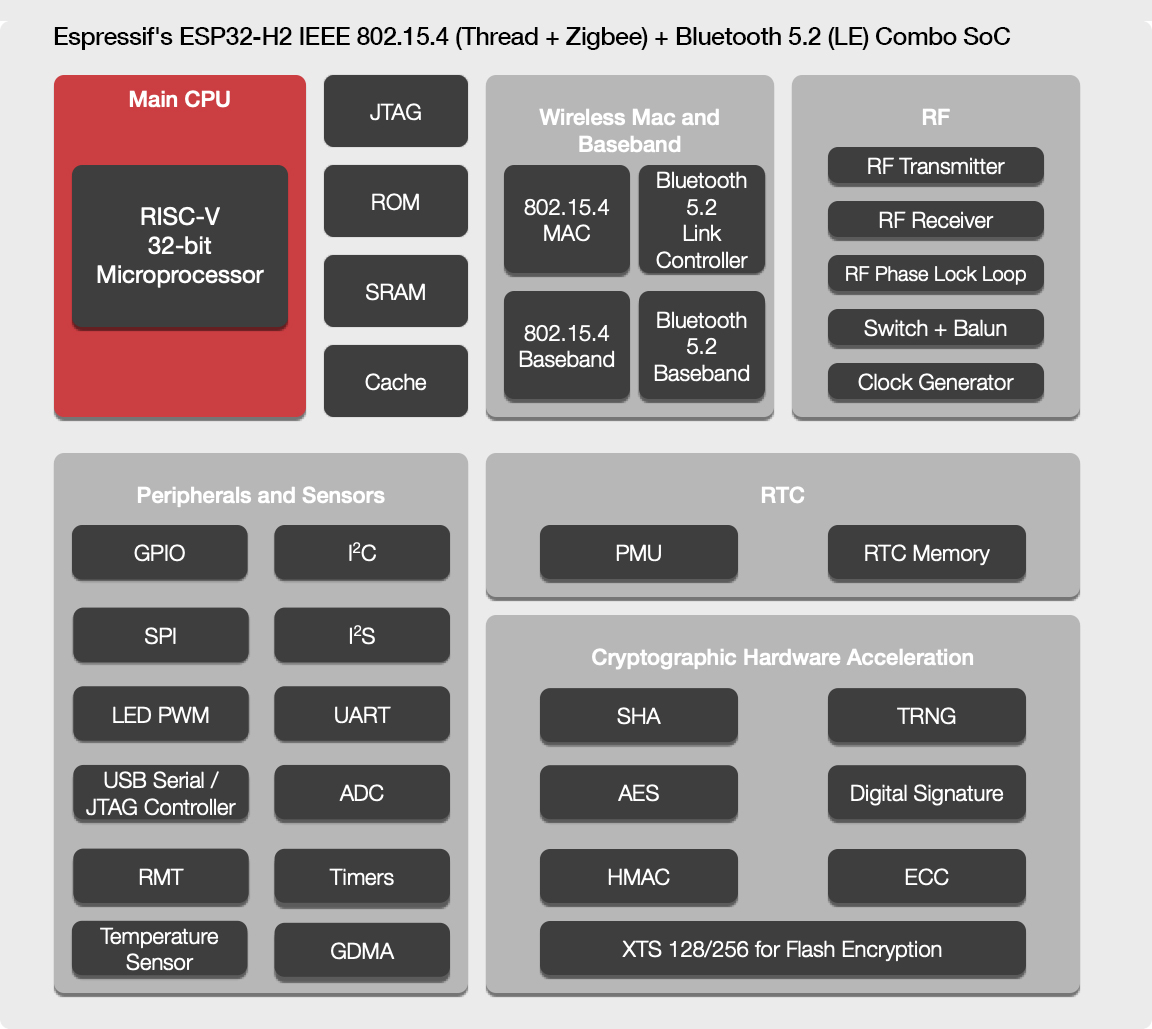 Espressif's ESP32-H2 IEEE 802.15.4 (Thread + Zigbee) + Bluetooth 5.2 (LE) Combo SoC
Main CPU
RISC-V
32-bit
Microprocessor
JTAG
ROM
SRAM
Cache
Wireless Mac and
Baseband
802.15.4
MAC
Bluetooth
5.2
Link
Controller
802.15.4
Baseband
Bluetooth
5.2
Baseband
RF
RF Transmitter
RF Receiver
RF Phase Lock Loop
Switch + Balun
Clock Generator
Peripherals and Sensors
GPIO
I²C
SPI
I²S
LED PWM
UART
USB Serial /
JTAG Controller
ADC
RMT
Timers
Temperature
Sensor
GDMA
RTC
PMU
RTC Memory
Cryptographic Hardware Acceleration
SHA
TRNG
AES
Digital Signature
HMAC
ECC
XTS 128/256 for Flash Encryption